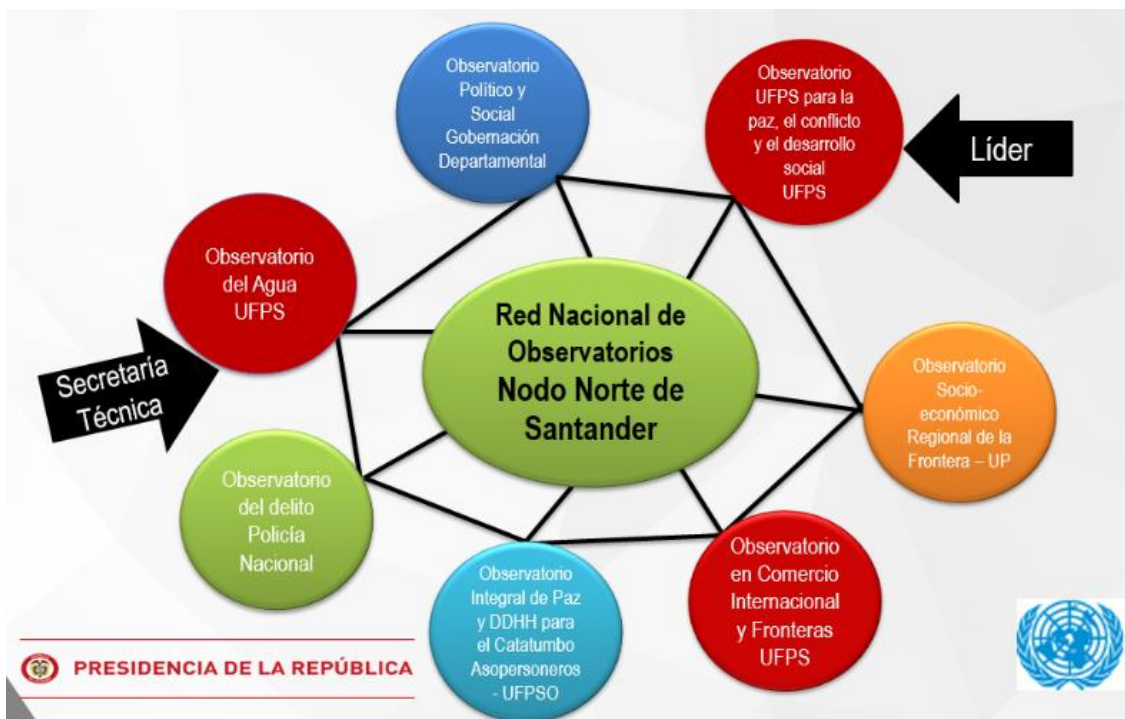 Observatorio
Político y
Social
Gobernación
Departamental
Observatorio
UFPS para la
paz, el conflicto
y el desarrollo
social
UFPS
Líder
Observatorio
del Agua
UFPS
Secretaría
Técnica
Red Nacional de
Observatorios
Nodo Norte de
Santander
Observatorio
Socio-
económico
Regional de la
Frontera – UP
Observatorio
del delito
Policía
Nacional
Observatorio
Integral de Paz
y DDHH para
el Catatumbo
Asopersoneros
- UFPSO
Observatorio
en Comercio
Internacional
y Fronteras
UFPS
PRESIDENCIA DE LA REPÚBLICA